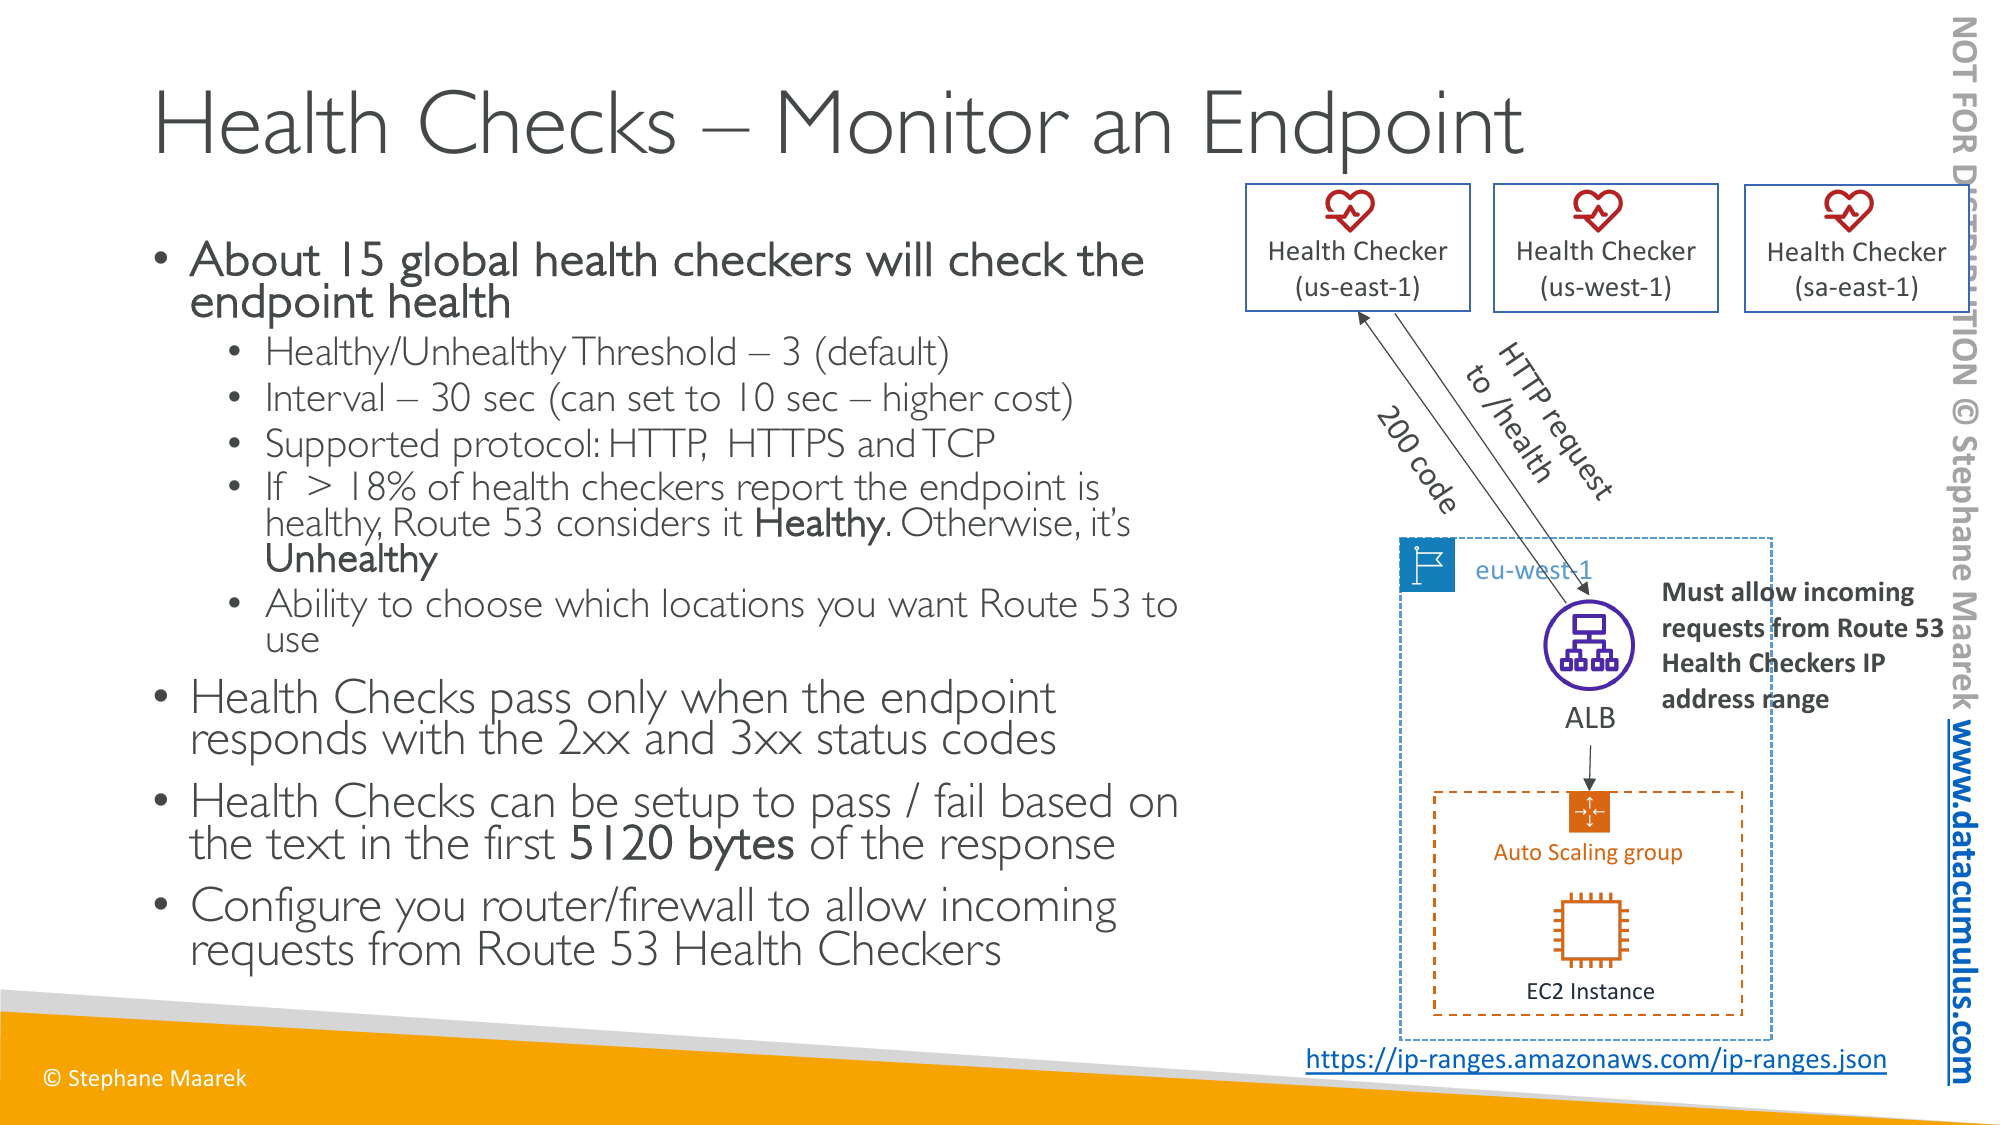 Health Checks – Monitor an Endpoint
• About 15 global health checkers will check the
endpoint health
• Healthy/Unhealthy Threshold – 3 (default)
• Interval – 30 sec (can set to 10 sec – higher cost)
• Supported protocol: HTTP, HTTPS and TCP
• If > 18% of health checkers report the endpoint is
healthy, Route 53 considers it Healthy. Otherwise, it's
Unhealthy
• Ability to choose which locations you want Route 53 to
use
• Health Checks pass only when the endpoint
responds with the 2xx and 3xx status codes
• Health Checks can be setup to pass / fail based on
the text in the first 5120 bytes of the response
• Configure you router/firewall to allow incoming
requests from Route 53 Health Checkers
Health Checker
(us-east-1)
Health Checker
(us-west-1)
Health Checker
(sa-east-1)
HTTP request
to /health
200 code
eu-west-1
Must allow incoming
requests from Route 53
Health Checkers IP
address range
ALB
Auto Scaling group
EC2 Instance
https://ip-ranges.amazonaws.com/ip-ranges.json
© Stephane Maarek
NOT FOR DISTRIBUTION © Stephane Maarek www.datacumulus.com